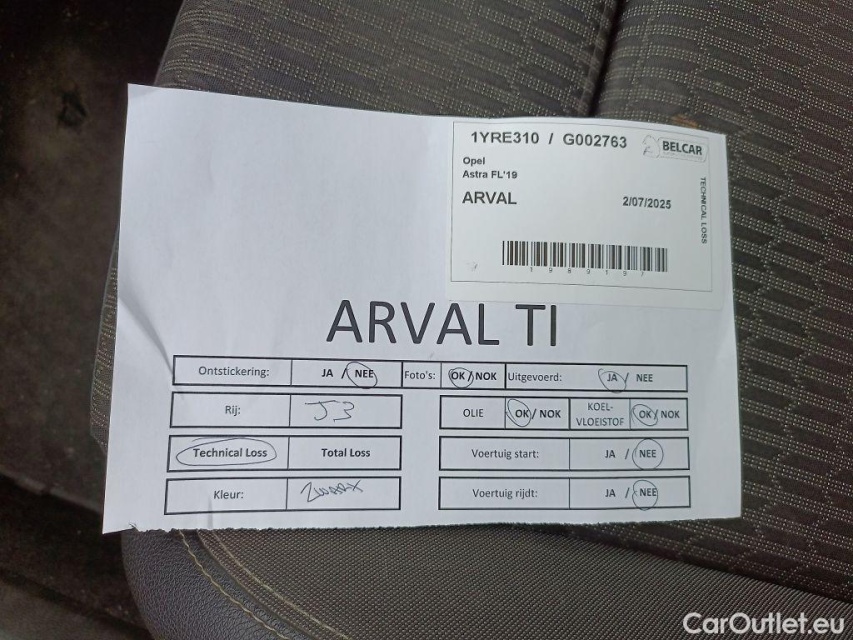 1YRE310 / G002763
BELCAR
Opel
Astra FL'19
ARVAL
2/07/2025
TECHNICAL LOSS
1989197
ARVAL TI
Ontstickering: JA / NEE Foto's: OK / NOK Uitgevoerd: JA / NEE
Rij: J3
OLIE OK / NOK KOEL-
VLOEISTOF OK / NOK
Technical Loss Total Loss
Voertuig start: JA / NEE
Kleur:
Voertuig rijdt: JA / NEE
CarOutlet.eu